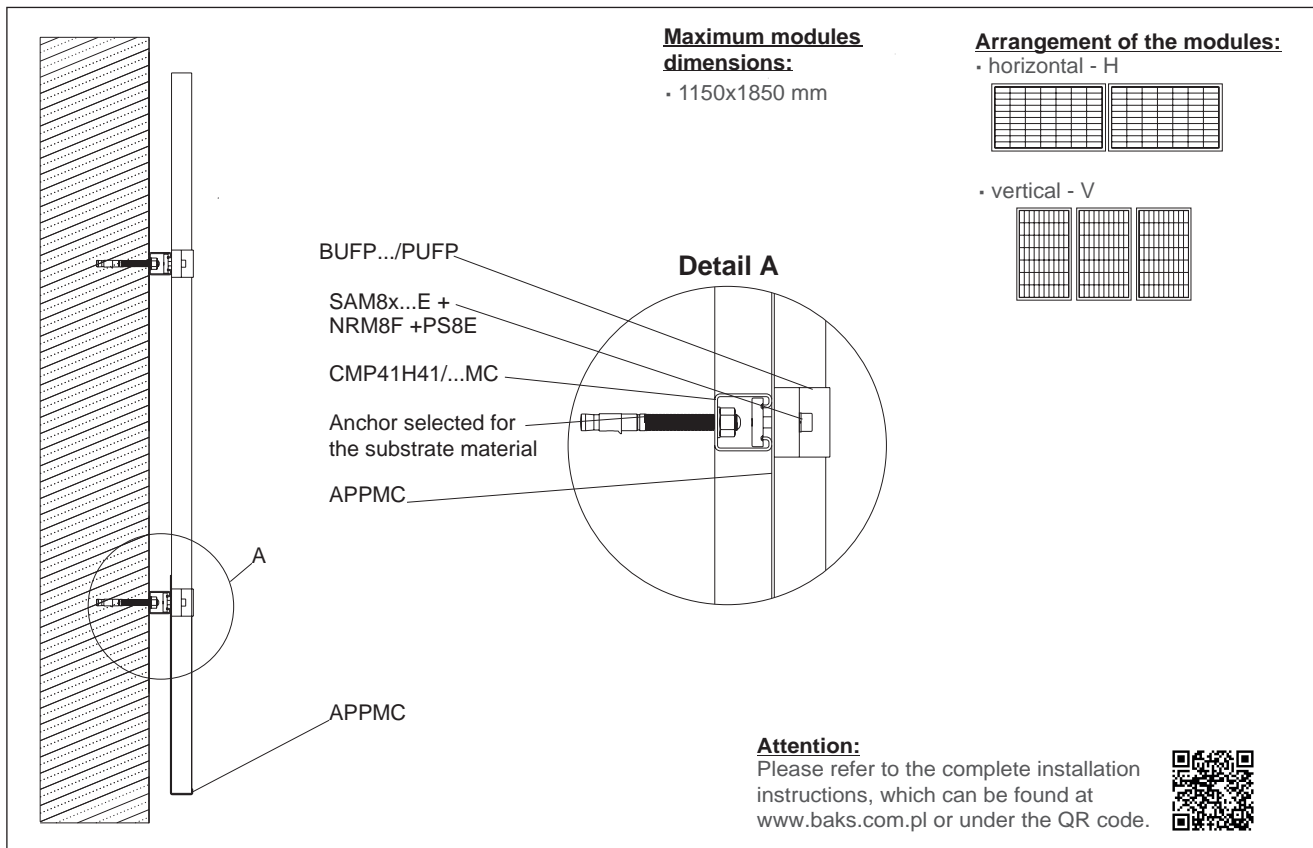 Maximum modules
dimensions:
▪ 1150x1850 mm
Arrangement of the modules:
▪ horizontal - H
▪ vertical - V
BUFP.../PUFP
SAM8x...E +
NRM8F +PS8E
CMP41H41/...MC
Anchor selected for
the substrate material
APPMC
Detail A
A
APPMC
Attention:
Please refer to the complete installation
instructions, which can be found at
www.baks.com.pl or under the QR code.